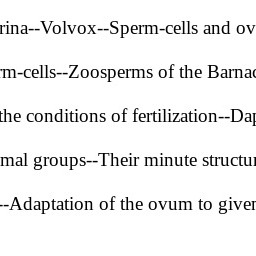 rina--Volvox--Sperm-cells and ov
rm-cells--Zoosperms of the Barnac
the conditions of fertilization--Dap
mal groups--Their minute structur
--Adaptation of the ovum to given